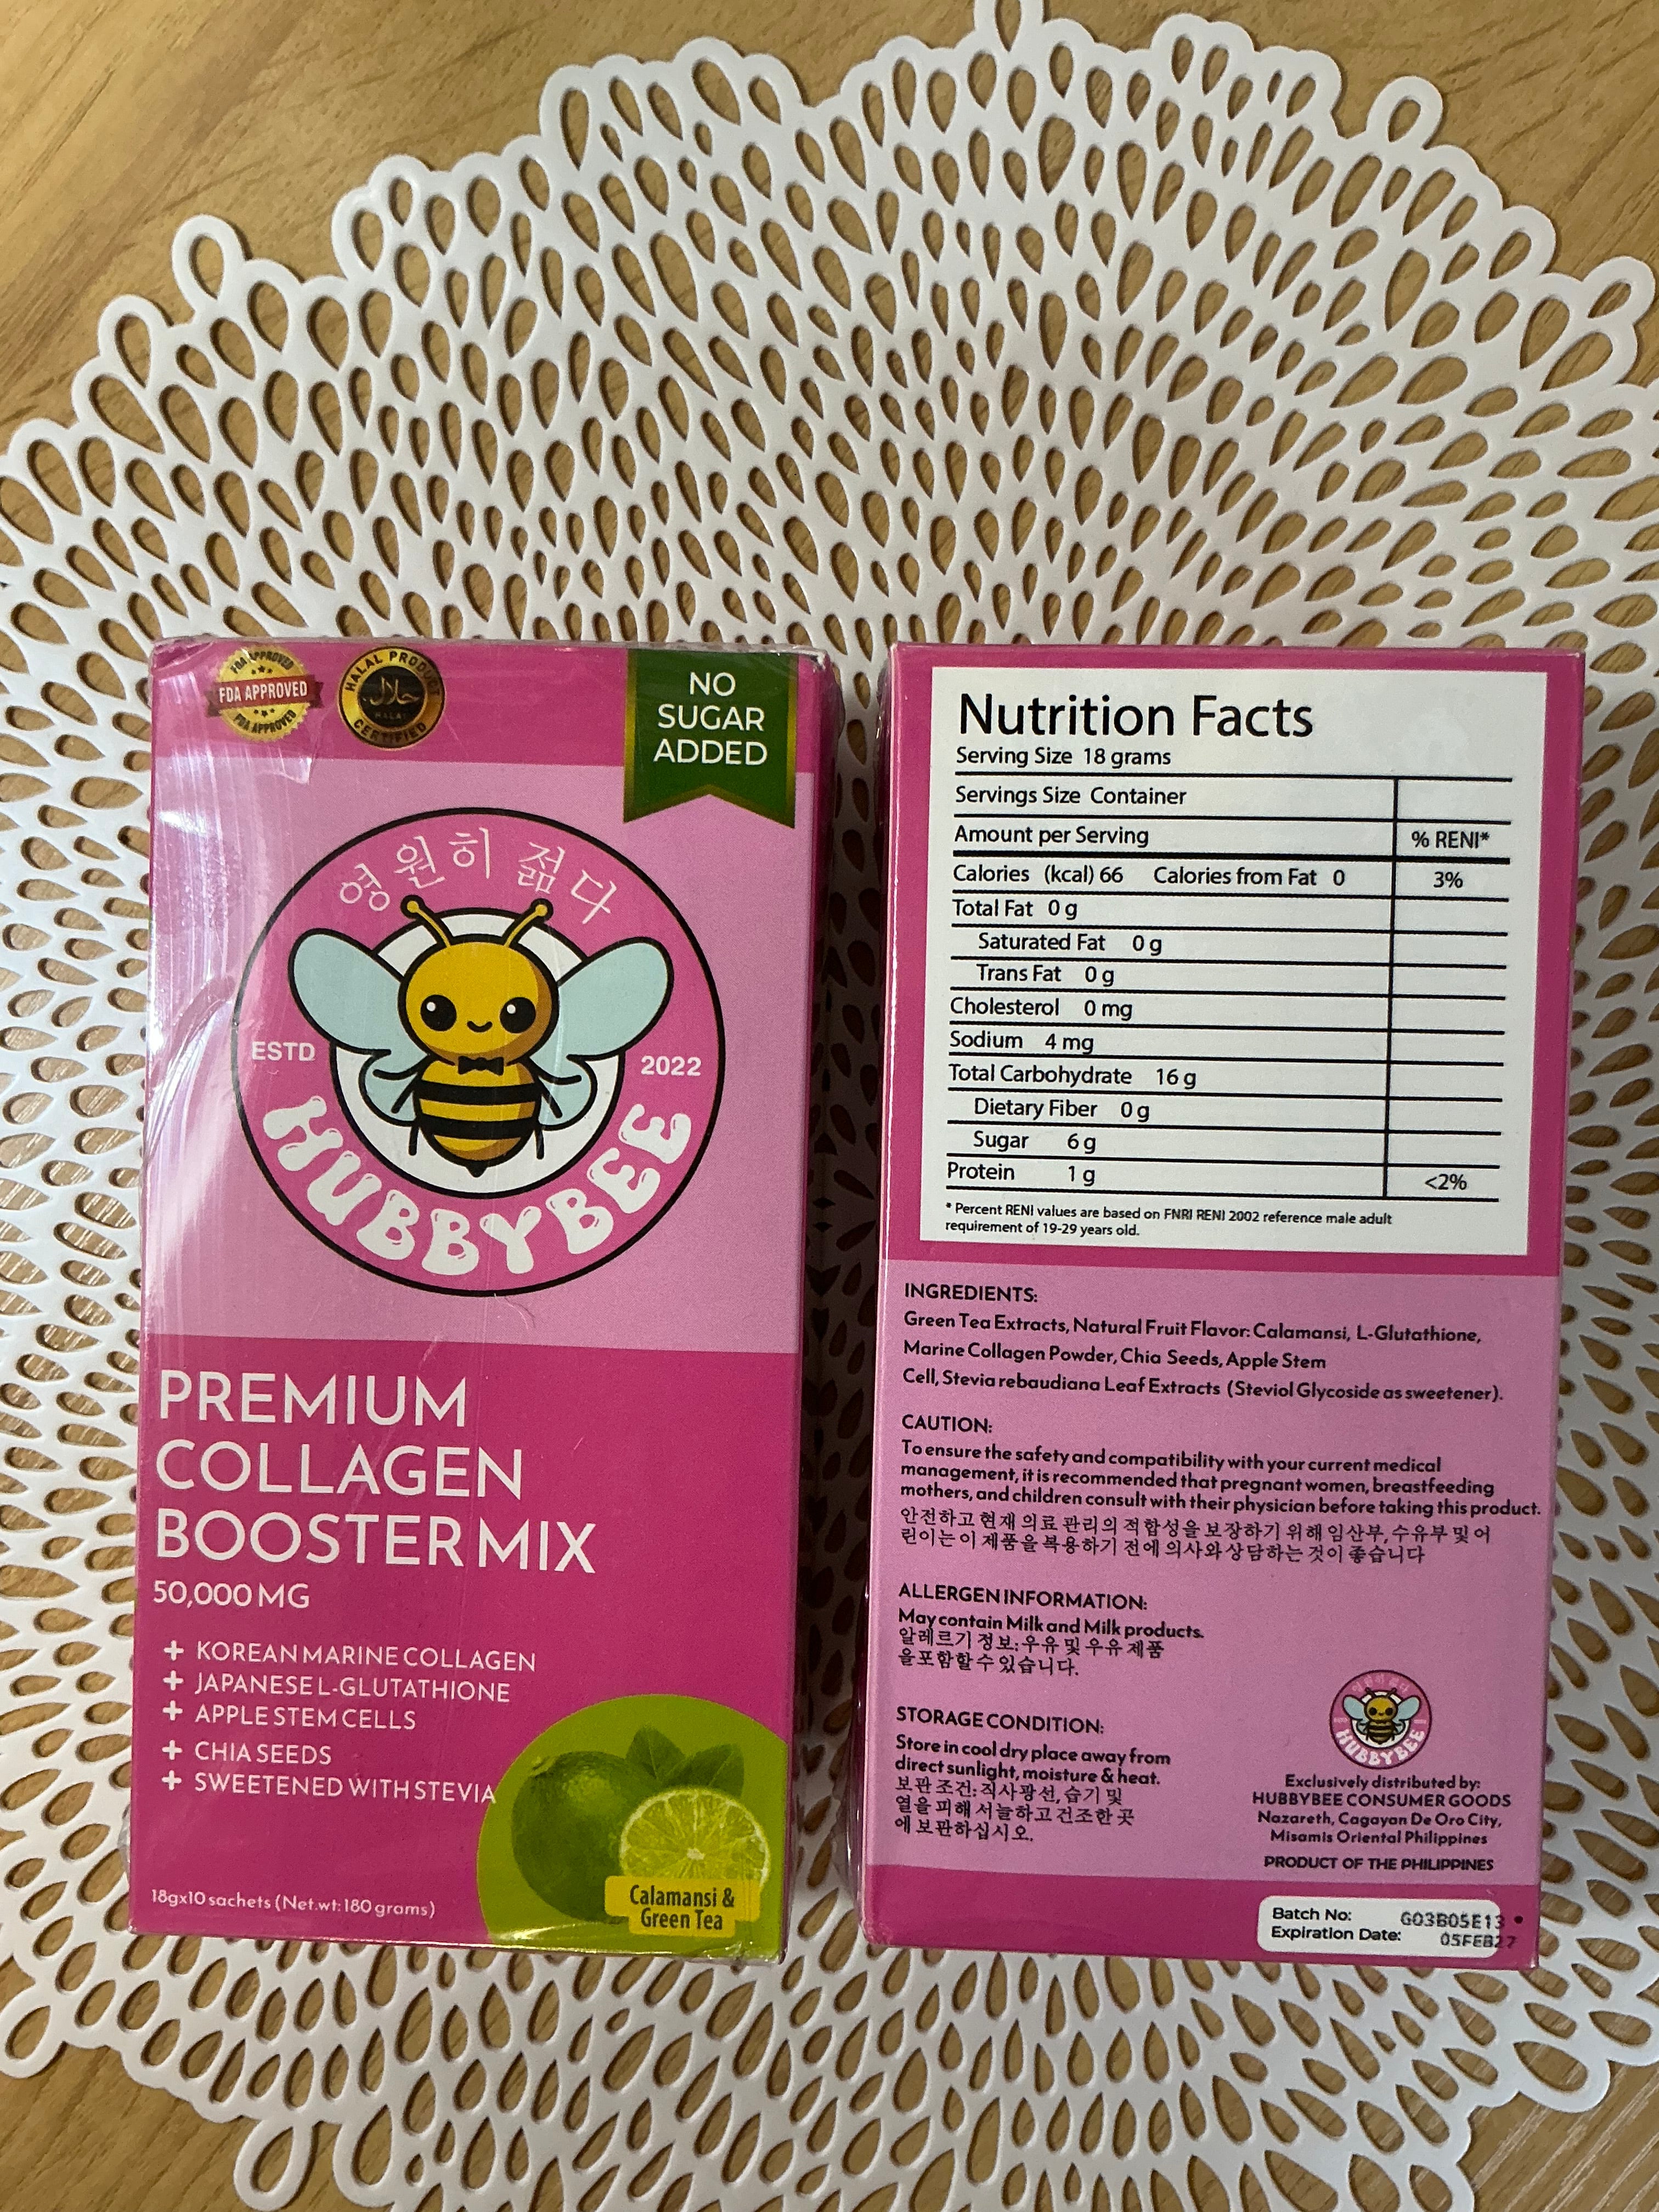 FDA APPROVED
FDA APPROVED
FDA APPROVED
HALAL PRODUCT
حلال
HALAL
CERTIFIED
NO
SUGAR
ADDED
영원히 젊다
ESTD
2022
HUBBYBEE
PREMIUM
COLLAGEN
BOOSTER MIX
50,000 MG
+ KOREAN MARINE COLLAGEN
+ JAPANESE L-GLUTATHIONE
+ APPLE STEM CELLS
+ CHIA SEEDS
+ SWEETENED WITH STEVIA
18gx10 sachets (Net.wt: 180 grams)
Calamansi &
Green Tea
Nutrition Facts
Serving Size 18 grams
Servings Size Container
Amount per Serving % RENI*
Calories (kcal) 66 Calories from Fat 0 3%
Total Fat 0 g
Saturated Fat 0 g
Trans Fat 0 g
Cholesterol 0 mg
Sodium 4 mg
Total Carbohydrate 16 g
Dietary Fiber 0 g
Sugar 6 g
Protein 1 g <2%
* Percent RENI values are based on FNRI RENI 2002 reference male adult
requirement of 19-29 years old.
INGREDIENTS:
Green Tea Extracts, Natural Fruit Flavor: Calamansi, L-Glutathione,
Marine Collagen Powder, Chia Seeds, Apple Stem
Cell, Stevia rebaudiana Leaf Extracts (Steviol Glycoside as sweetener).
CAUTION:
To ensure the safety and compatibility with your current medical
management, it is recommended that pregnant women, breastfeeding
mothers, and children consult with their physician before taking this product.
안전하고 현재 의료 관리의 적합성을 보장하기 위해 임산부, 수유부 및 어
린이는 이 제품을 복용하기 전에 의사와 상담하는 것이 좋습니다
ALLERGEN INFORMATION:
May contain Milk and Milk products.
알레르기 정보: 우유 및 우유 제품
을 포함할 수 있습니다.
STORAGE CONDITION:
Store in cool dry place away from
direct sunlight, moisture & heat.
보관 조건: 직사광선, 습기 및
열을 피해 서늘하고 건조한 곳
에 보관하십시오.
HUBBYBEE
Exclusively distributed by:
HUBBYBEE CONSUMER GOODS
Nazareth, Cagayan De Oro City,
Misamis Oriental Philippines
PRODUCT OF THE PHILIPPINES
Batch No: G03B05E13
Expiration Date: 05FEB27